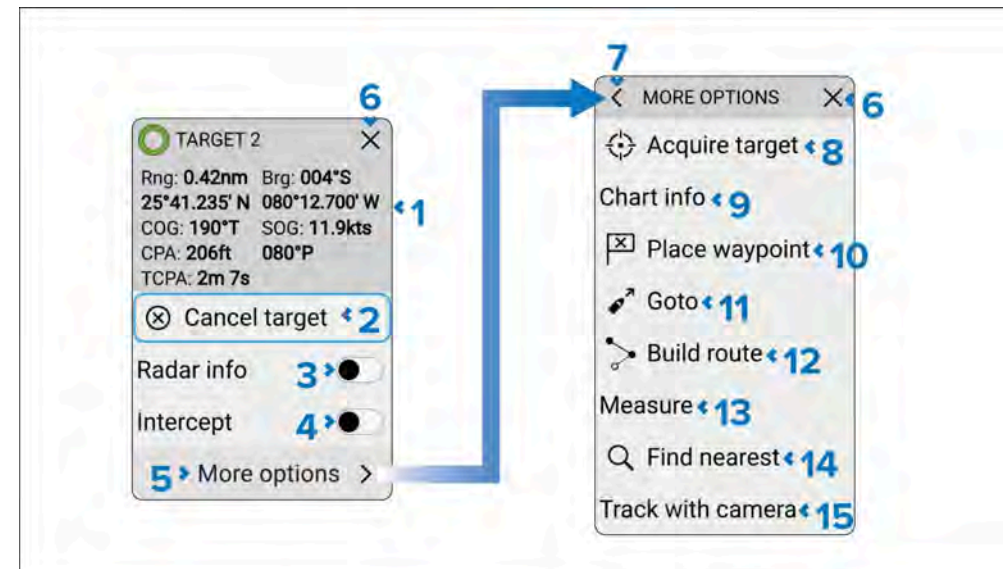 6
TARGET 2
Rng: 0.42nm Brg: 004°S
25°41.235' N 080°12.700' W
1
COG: 190°T SOG: 11.9kts
CPA: 206ft 080°P
TCPA: 2m 7s
Cancel target 2
Radar info 3
Intercept 4
5 More options
7
MORE OPTIONS 6
Acquire target 8
Chart info 9
Place waypoint 10
Goto 11
Build route 12
Measure 13
Find nearest 14
Track with camera 15